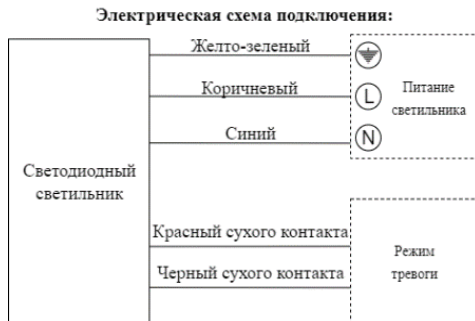 Электрическая схема подключения:
Желто-зеленый
Коричневый
L
Питание
светильника
Синий
N
Светодиодный
светильник
Красный сухого контакта
Черный сухого контакта
Режим
тревоги